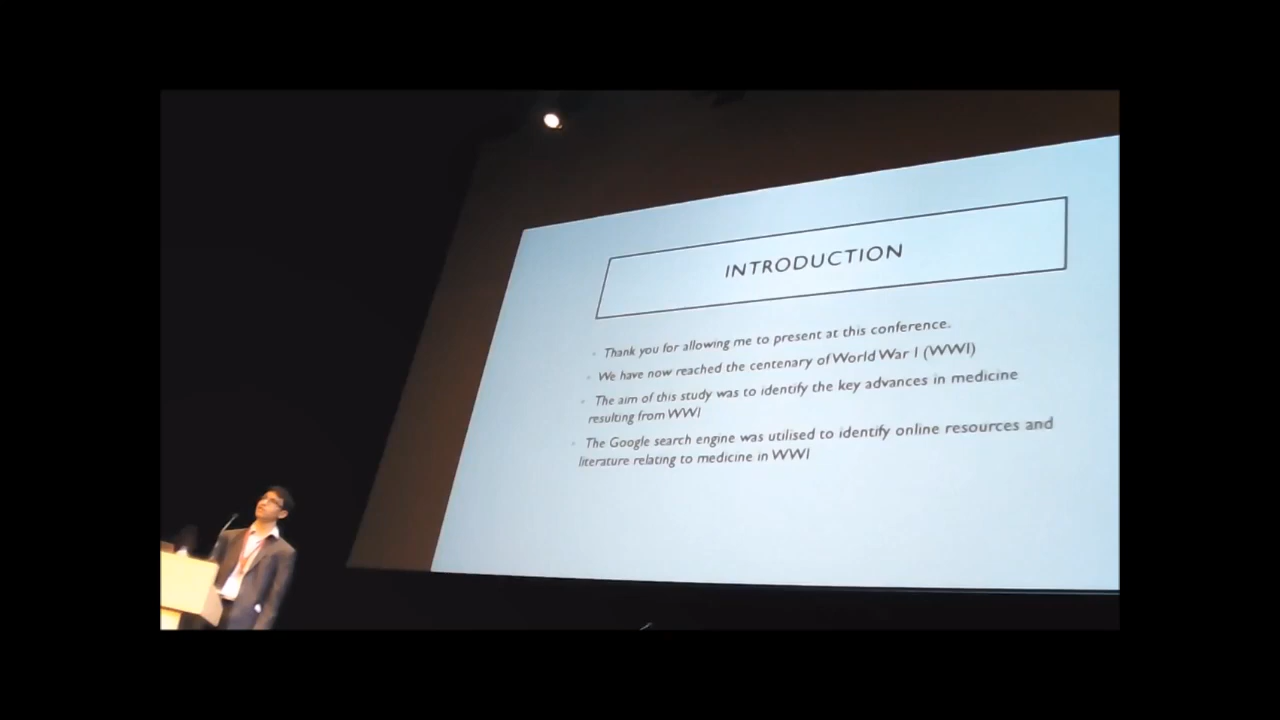 INTRODUCTION
Thank you for allowing me to present at this conference.
We have now reached the centenary of World War I (WWI)
The aim of this study was to identify the key advances in medicine
resulting from WWI
The Google search engine was utilised to identify online resources and
literature relating to medicine in WWI